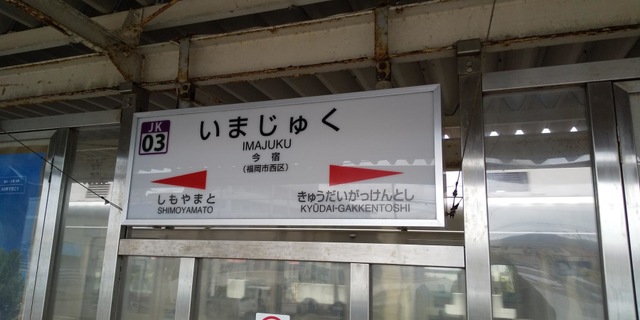 JK
03
いまじゅく
IMAJUKU
今宿
(福岡市西区)
しもやまと
SHIMOYAMATO
きゅうだいがっけんとし
KYŪDAI-GAKKENTOSHI